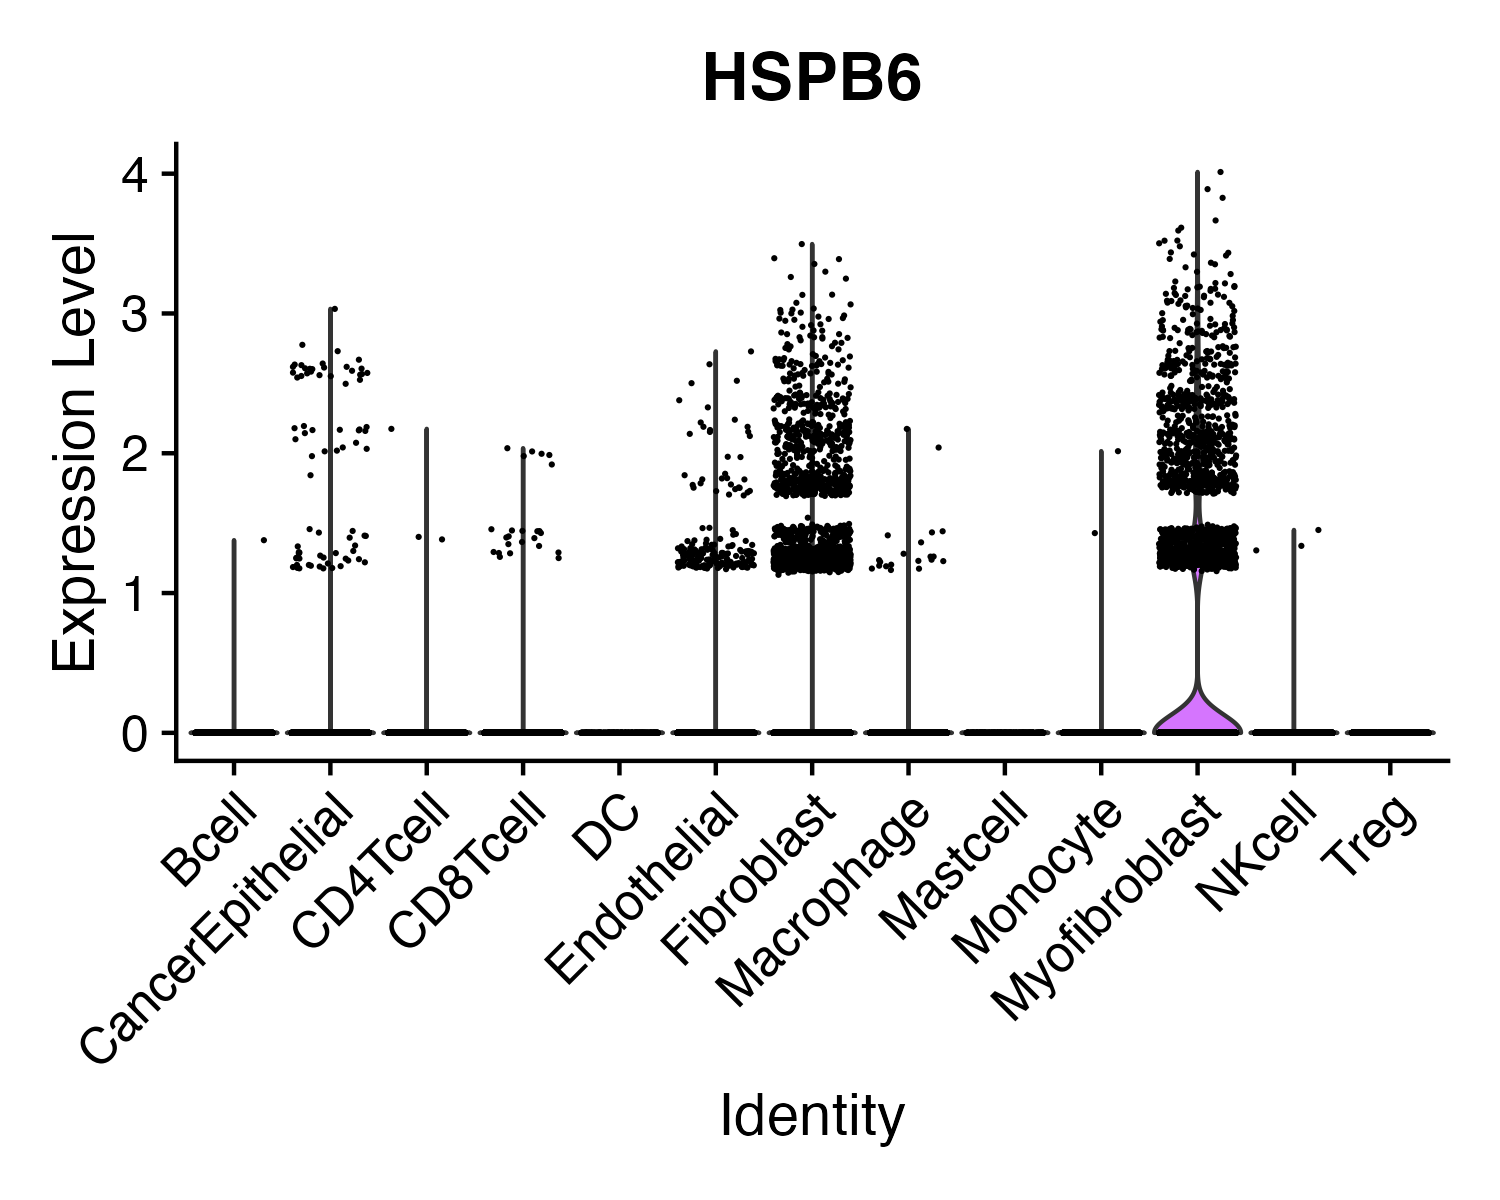 HSPB6
Expression Level
4
3
2
1
0
Bcell
CancerEpithelial
CD4Tcell
CD8Tcell
DC
Endothelial
Fibroblast
Macrophage
Mastcell
Monocyte
Myofibroblast
NKcell
Treg
Identity